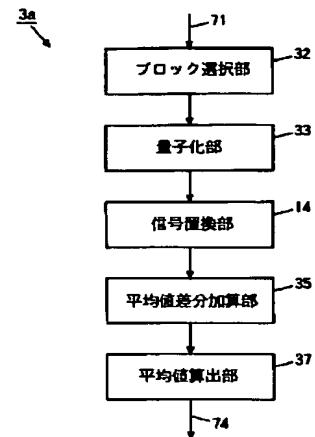 3a
71
ブロック選択部
32
量子化部
33
信号置換部
14
平均値差分加算部
35
平均値算出部
37
74